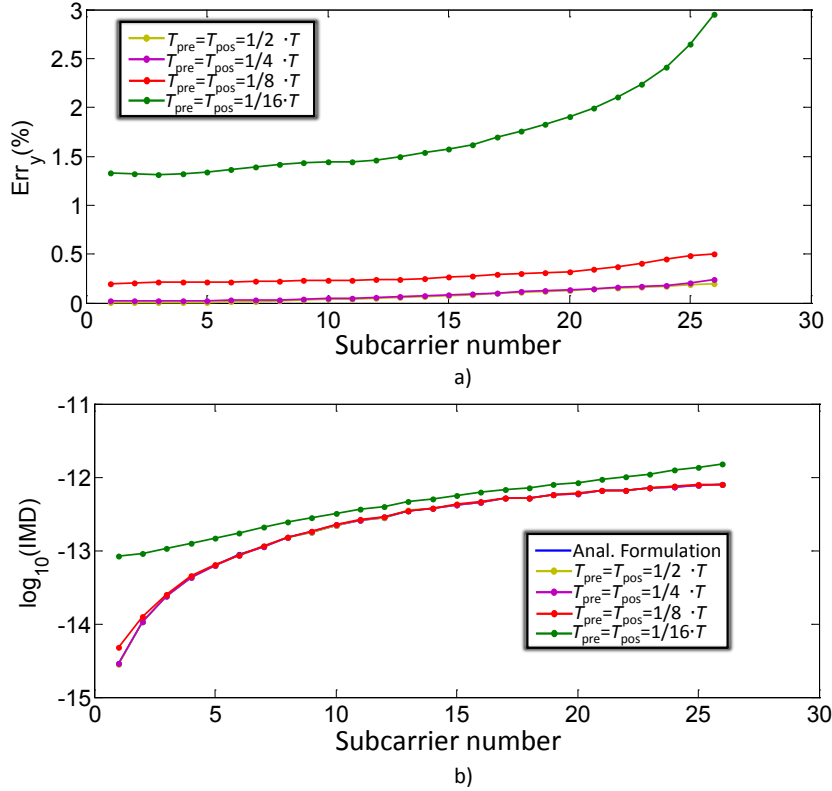 3
2.5
2
1.5
1
0.5
0
Err_y(%)
T_pre=T_pos=1/2 ·T
T_pre=T_pos=1/4 ·T
T_pre=T_pos=1/8 ·T
T_pre=T_pos=1/16·T
0 5 10 15 20 25 30
Subcarrier number
a)
-11
-12
-13
-14
-15
log_10(IMD)
Anal. Formulation
T_pre=T_pos=1/2 ·T
T_pre=T_pos=1/4 ·T
T_pre=T_pos=1/8 ·T
T_pre=T_pos=1/16·T
0 5 10 15 20 25 30
Subcarrier number
b)